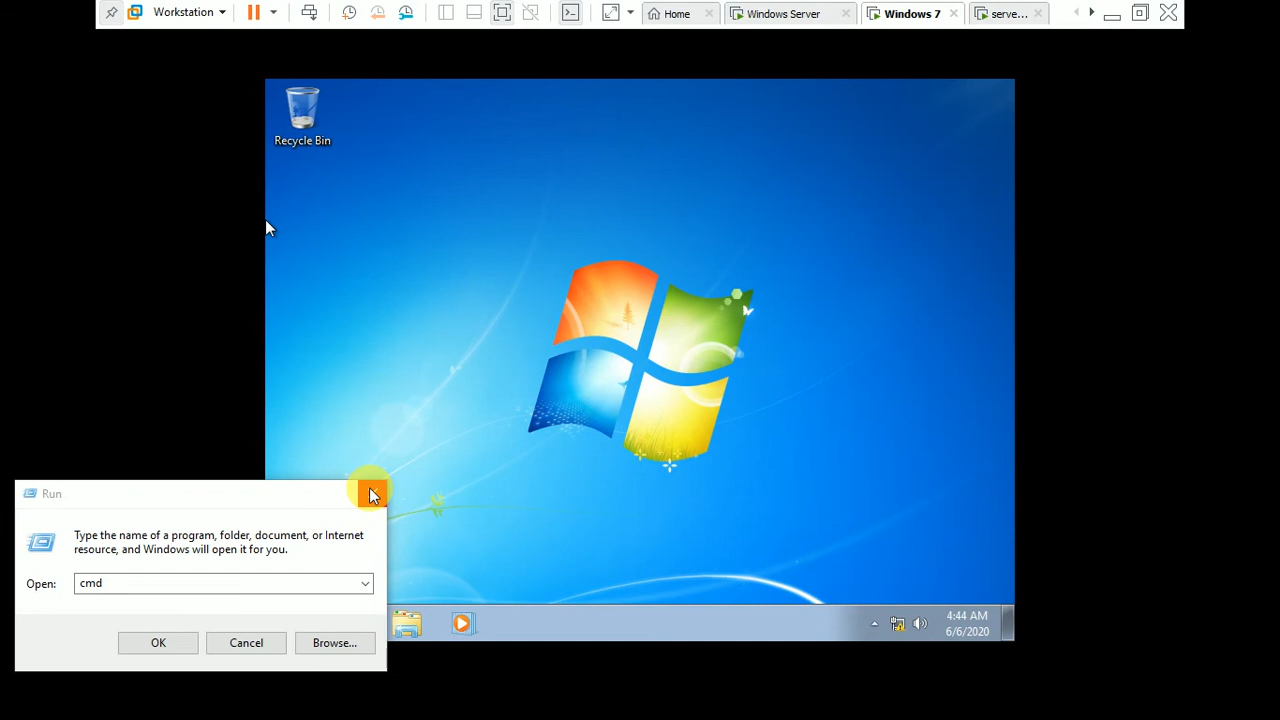 Workstation
Home
Windows Server
Windows 7
serve...
Recycle Bin
Run
Type the name of a program, folder, document, or Internet
resource, and Windows will open it for you.
Open:
cmd
OK
Cancel
Browse...
4:44 AM
6/6/2020